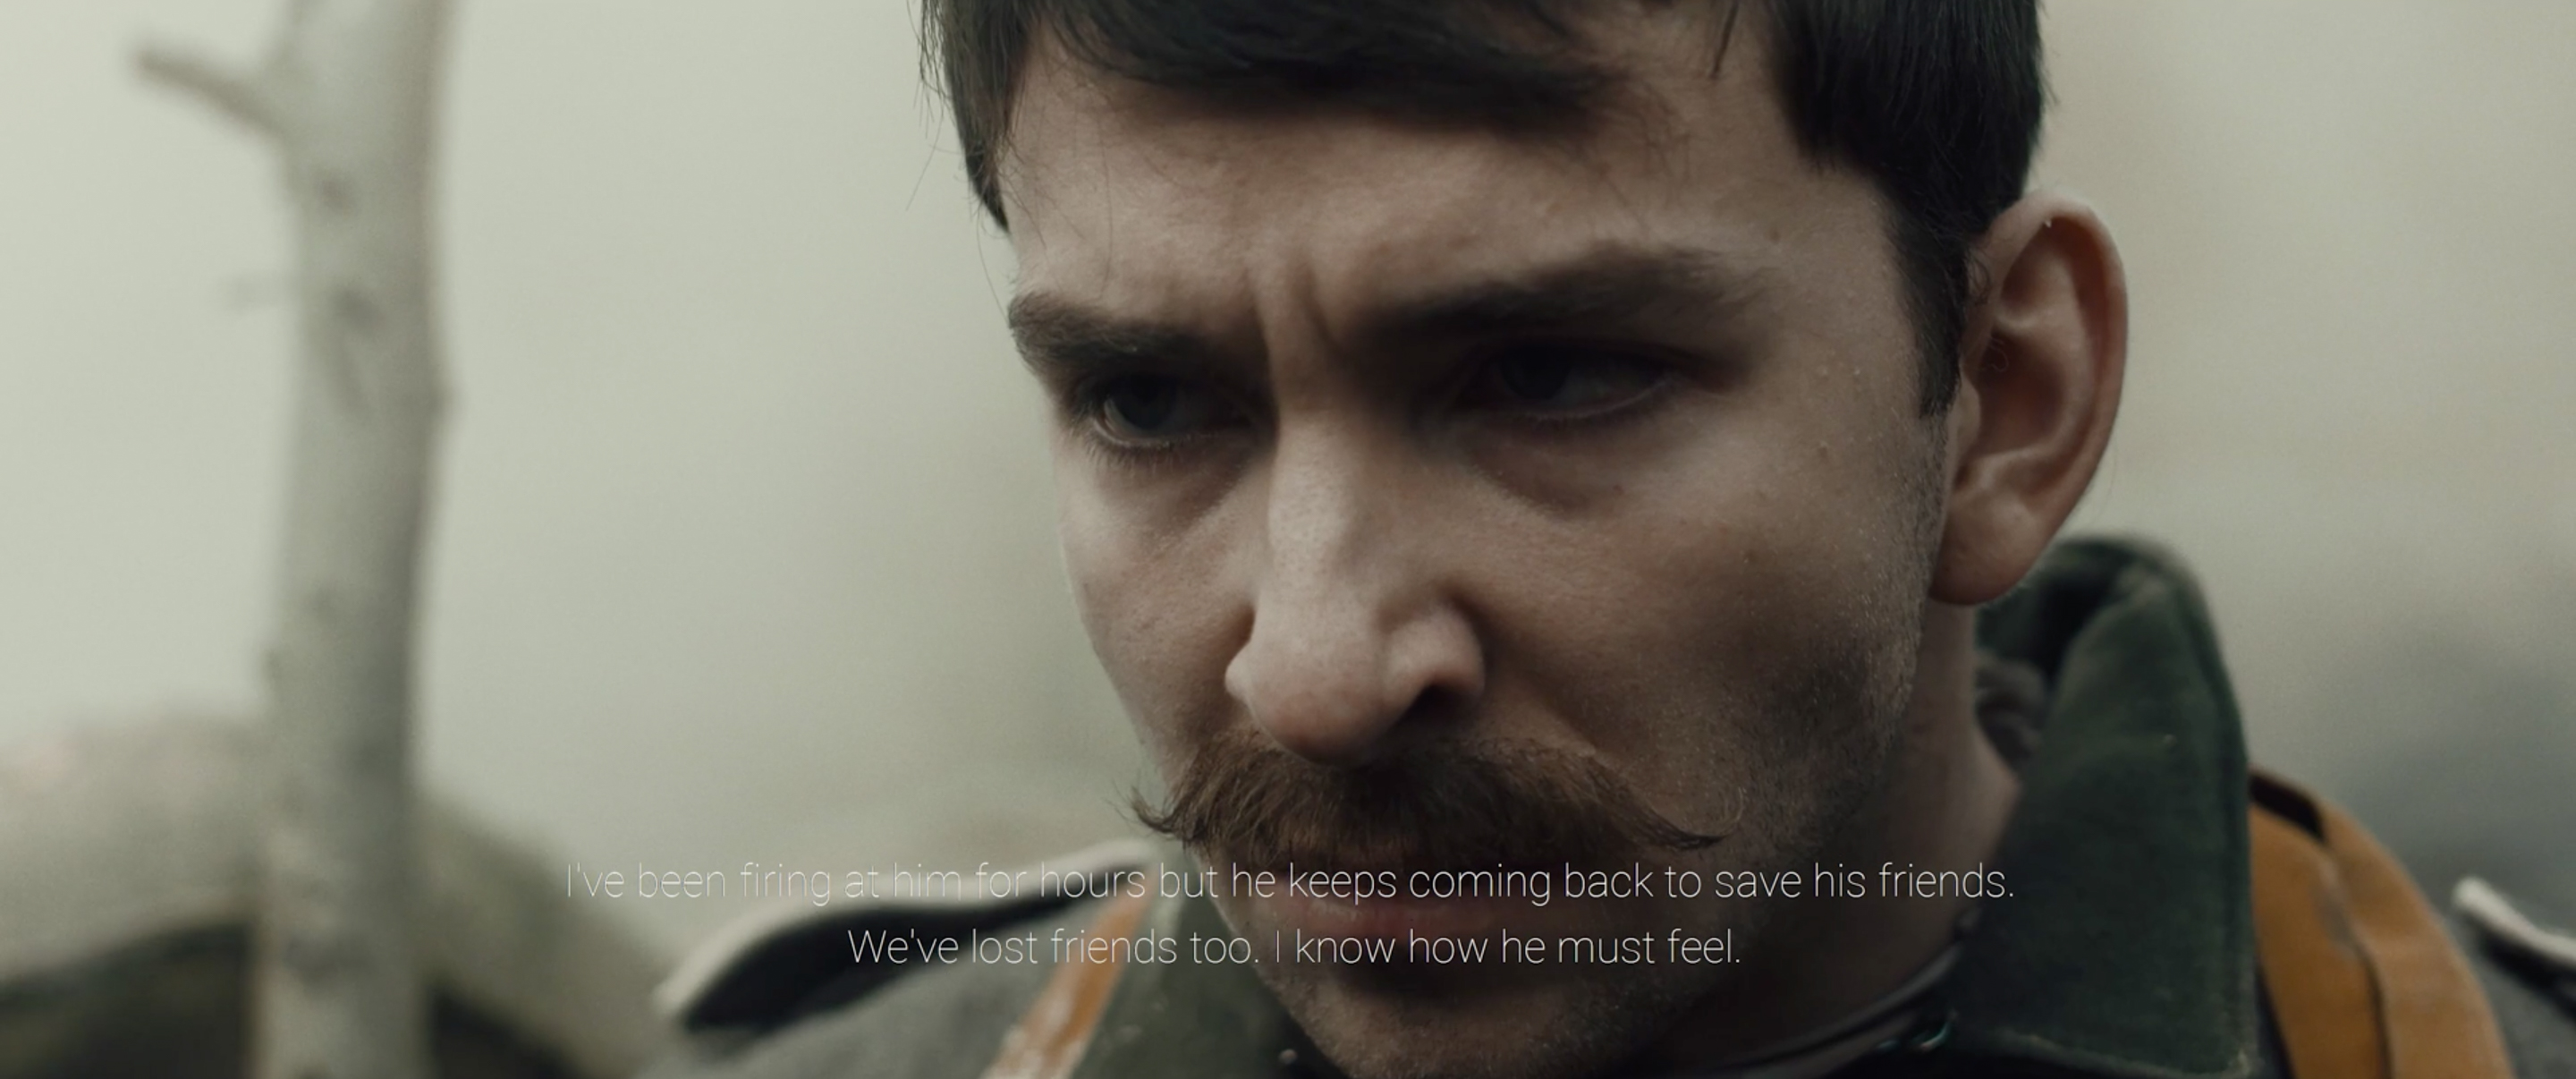 I've been firing at him for hours but he keeps coming back to save his friends.
We've lost friends too. I know how he must feel.